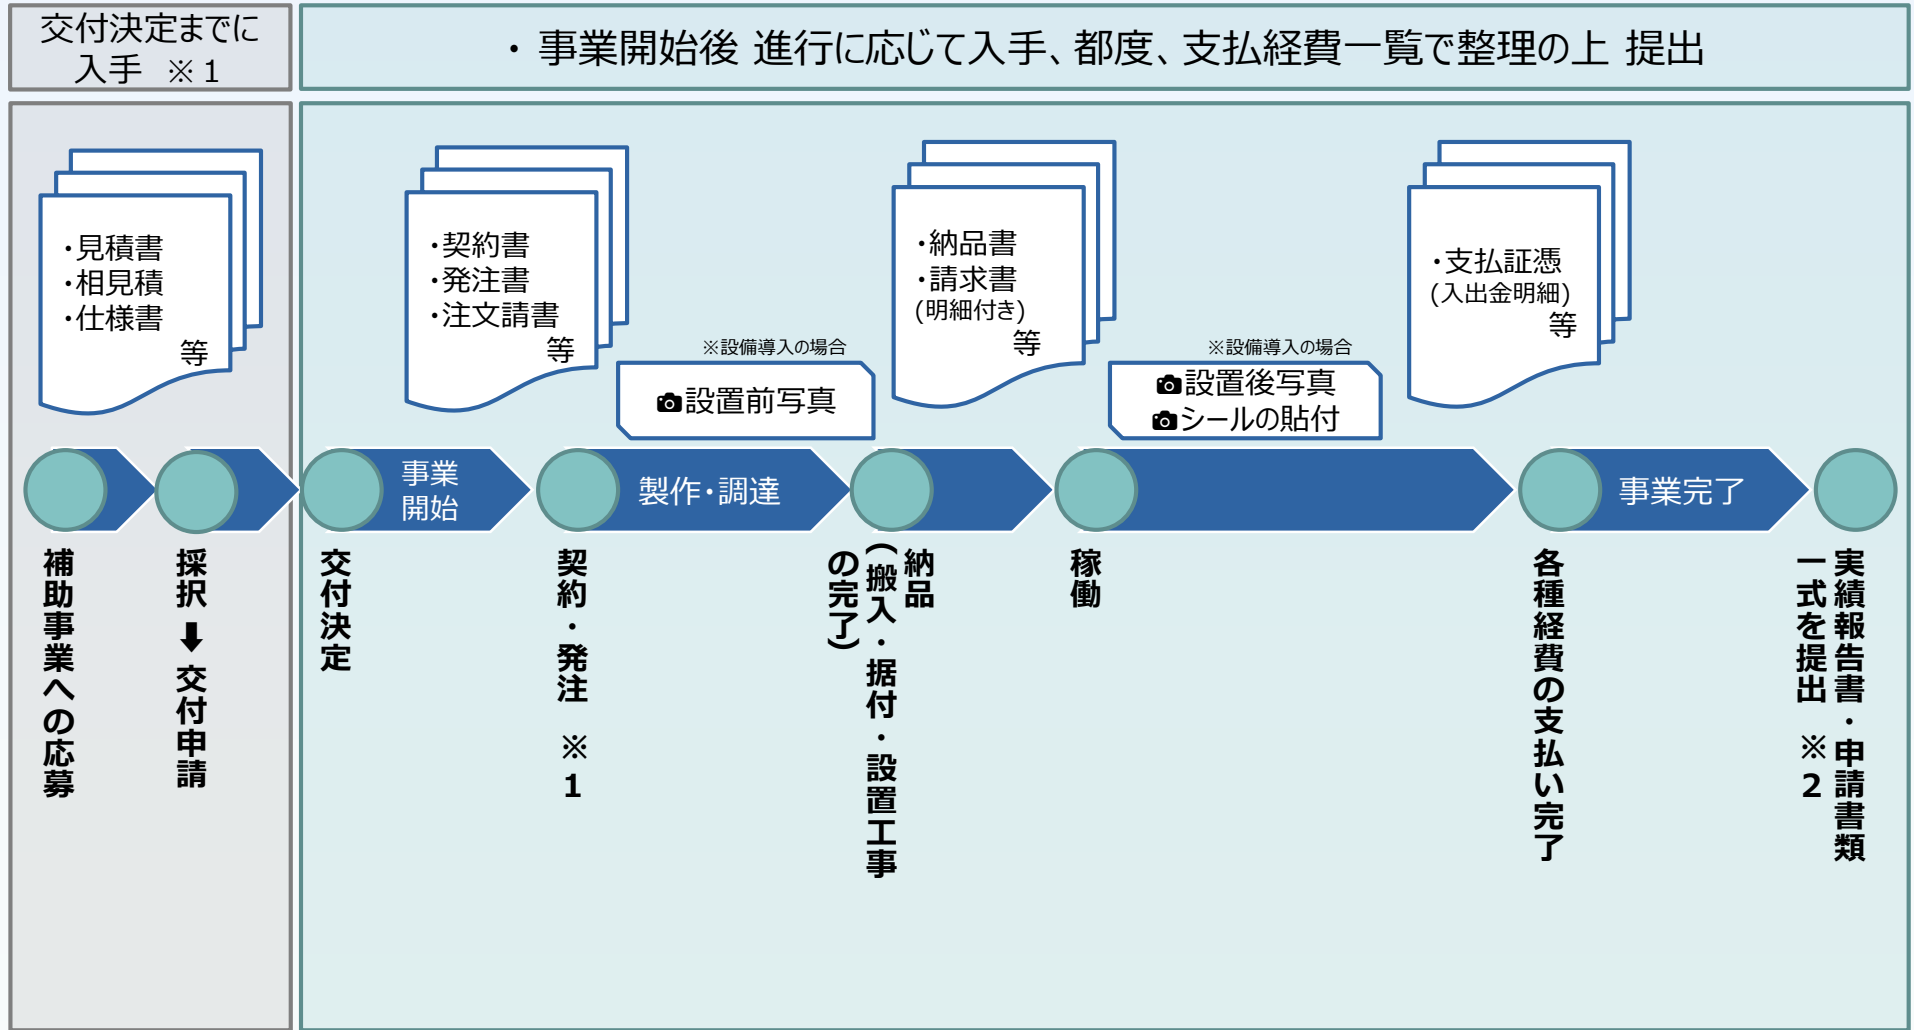 交付決定までに
入手 ※1
・ 事業開始後 進行に応じて入手、都度、支払経費一覧で整理の上 提出
・見積書
・相見積
・仕様書
等
・契約書
・発注書
・注文請書
等
※設備導入の場合
設置前写真
・納品書
・請求書
(明細付き)
等
※設備導入の場合
設置後写真
シールの貼付
・支払証憑
(入出金明細)
等
事業
開始
製作・調達
事業完了
補助事業への応募
採択⬇交付申請
交付決定
契約・発注 ※1
納品
(搬入・据付・設置工事
の完了)
稼働
各種経費の支払い完了
実績報告書・申請書類
一式を提出 ※2